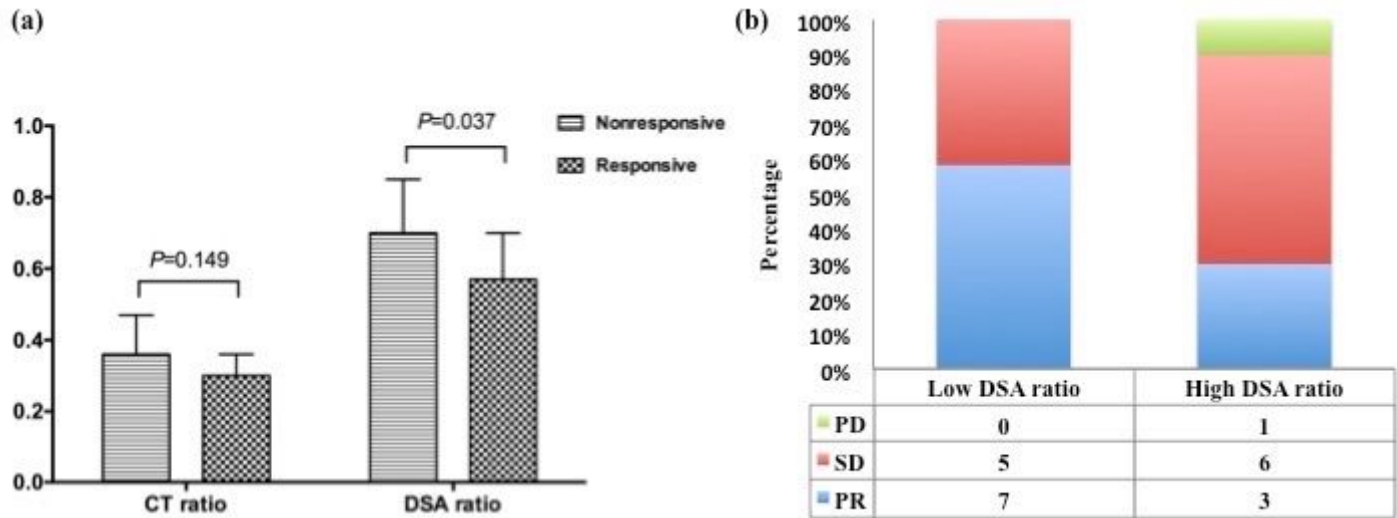 (a)
1.0
0.8
0.6
0.4
0.2
0.0
P=0.149
P=0.037
Nonresponsive
Responsive
CT ratio
DSA ratio
(b)
Percentage
100%
90%
80%
70%
60%
50%
40%
30%
20%
10%
0%
Low DSA ratio High DSA ratio
PD 0 1
SD 5 6
PR 7 3